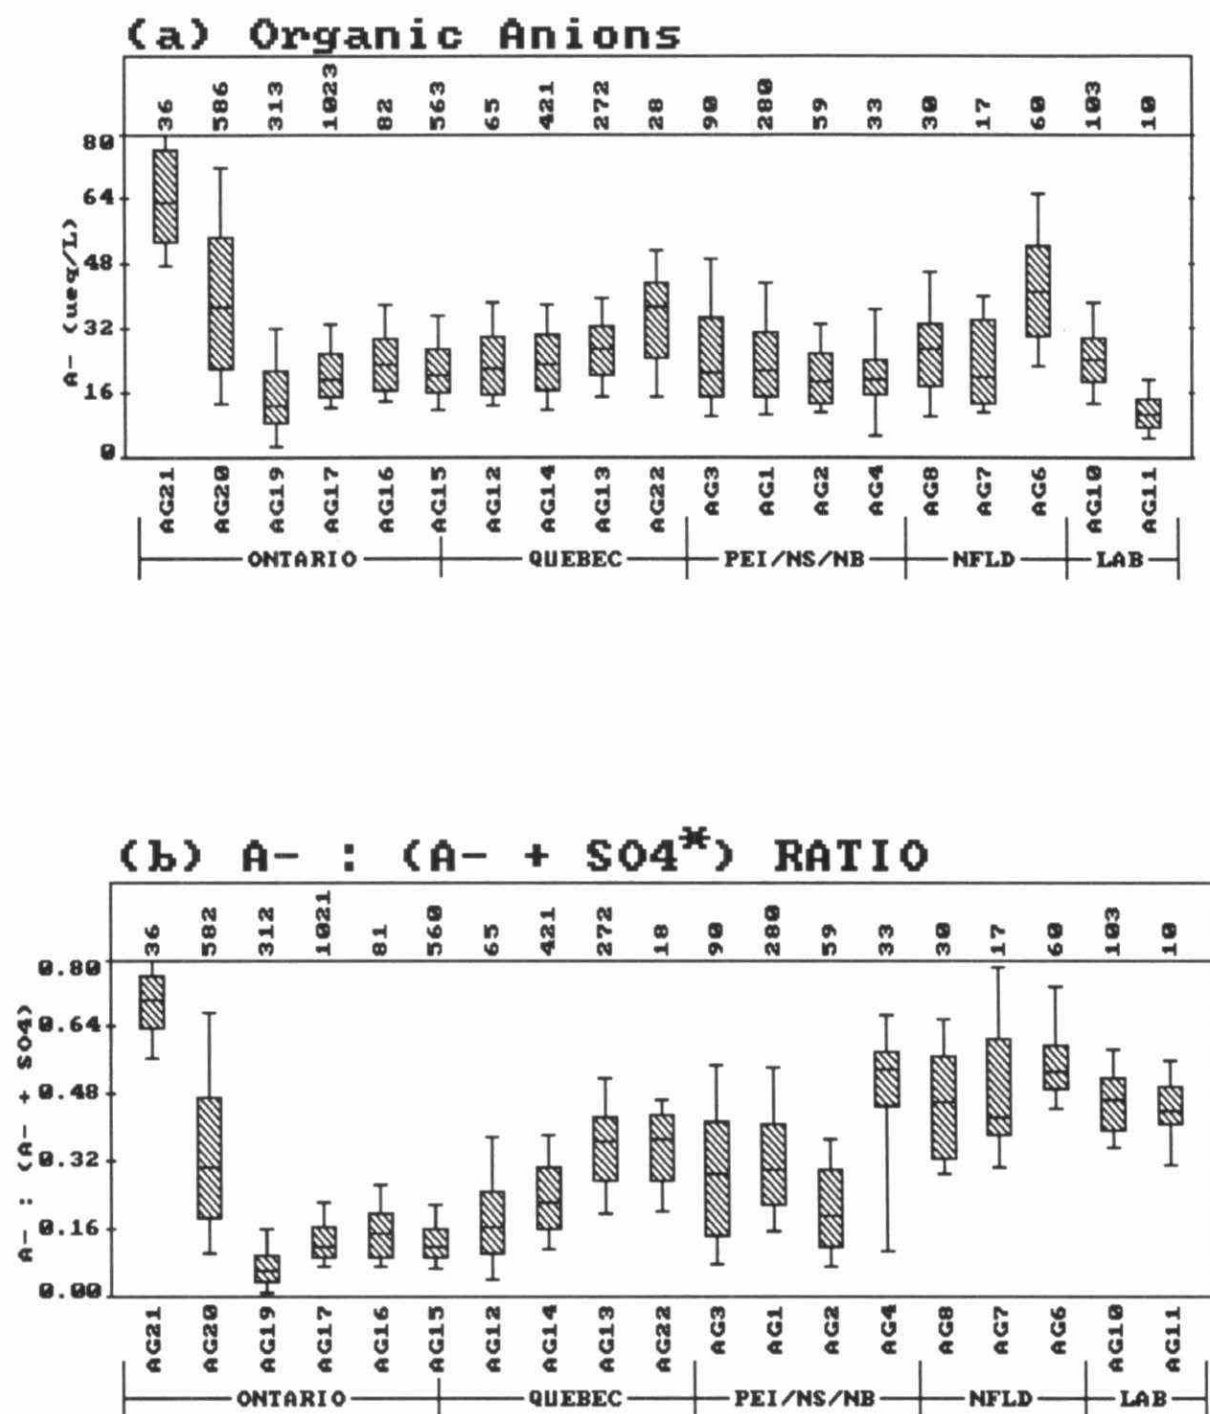 (a) Organic Anions
36 586 313 1023 82 563 65 421 272 28 90 280 59 33 30 17 60 103 10
80
64
48
32
16
0
A- (ueq/L)
AG21 AG20 AG19 AG17 AG16 AG15 AG12 AG14 AG13 AG22 AG3 AG1 AG2 AG4 AG8 AG7 AG6 AG10 AG11
ONTARIO QUEBEC PEI/NS/NB NFLD LAB
(b) A- : (A- + SO4*) RATIO
36 582 312 1021 81 560 65 421 272 18 90 280 59 33 30 17 60 103 10
0.80
0.64
0.48
0.32
0.16
0.00
A- : (A- + SO4)
AG21 AG20 AG19 AG17 AG16 AG15 AG12 AG14 AG13 AG22 AG3 AG1 AG2 AG4 AG8 AG7 AG6 AG10 AG11
ONTARIO QUEBEC PEI/NS/NB NFLD LAB